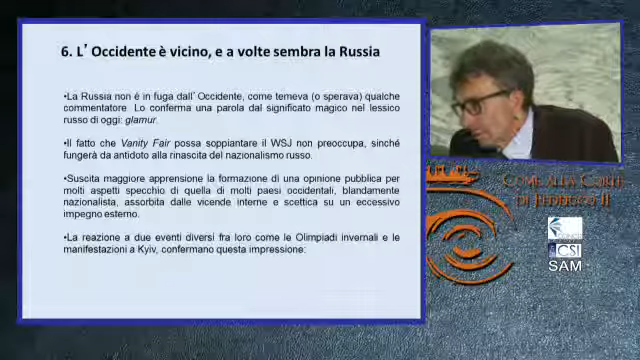 6. L’ Occidente è vicino, e a volte sembra la Russia
•La Russia non è in fuga dall’Occidente, come temeva (o sperava) qualche
commentatore. Lo conferma una parola dal significato magico nel lessico
russo di oggi: glamur.
•Il fatto che Vanity Fair possa soppiantare il WSJ non preoccupa, sinché
fungerà da antidoto alla rinascita del nazionalismo russo.
•Suscita maggiore apprensione la formazione di una opinione pubblica per
molti aspetti specchio di quella di molti paesi occidentali, blandamente
nazionalista, assorbita dalle vicende interne e scettica su un eccessivo
impegno esterno.
•La reazione a due eventi diversi fra loro come le Olimpiadi invernali e le
manifestazioni a Kyiv, confermano questa impressione:
COME ALLA CORTE
DI FEDERICO II
CSI
SAM